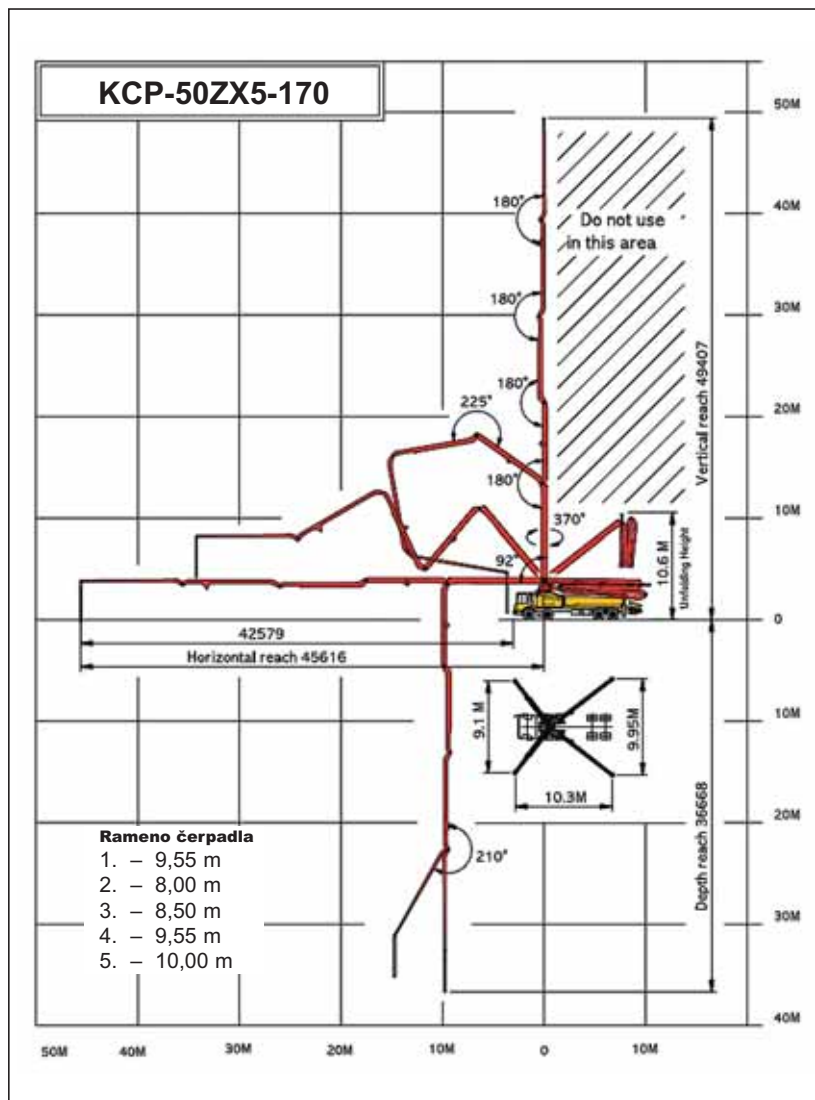 KCP-50ZX5-170
50M
40M
30M
20M
10M
0
10M
20M
30M
40M
180°
Do not use
in this area
180°
180°
225°
180°
370°
92°
Vertical reach 49407
10.6 M
Unfolding Height
42579
Horizontal reach 45616
9.1 M
9.95M
10.3M
Depth reach 36668
210°
Rameno čerpadla
1. – 9,55 m
2. – 8,00 m
3. – 8,50 m
4. – 9,55 m
5. – 10,00 m
50M 40M 30M 20M 10M 0 10M